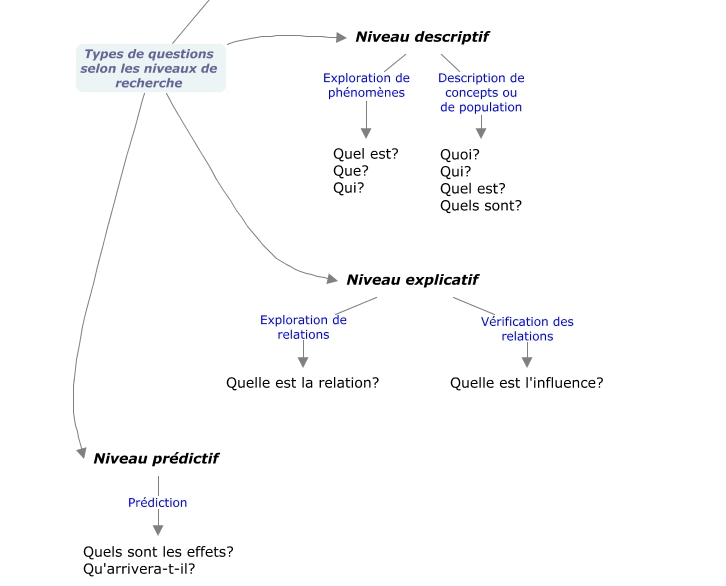 Types de questions
selon les niveaux de
recherche
Niveau descriptif
Exploration de
phénomènes
Description de
concepts ou
de population
Quel est?
Que?
Qui?
Quoi?
Qui?
Quel est?
Quels sont?
Niveau explicatif
Exploration de
relations
Vérification des
relations
Quelle est la relation?
Quelle est l'influence?
Niveau prédictif
Prédiction
Quels sont les effets?
Qu'arrivera-t-il?